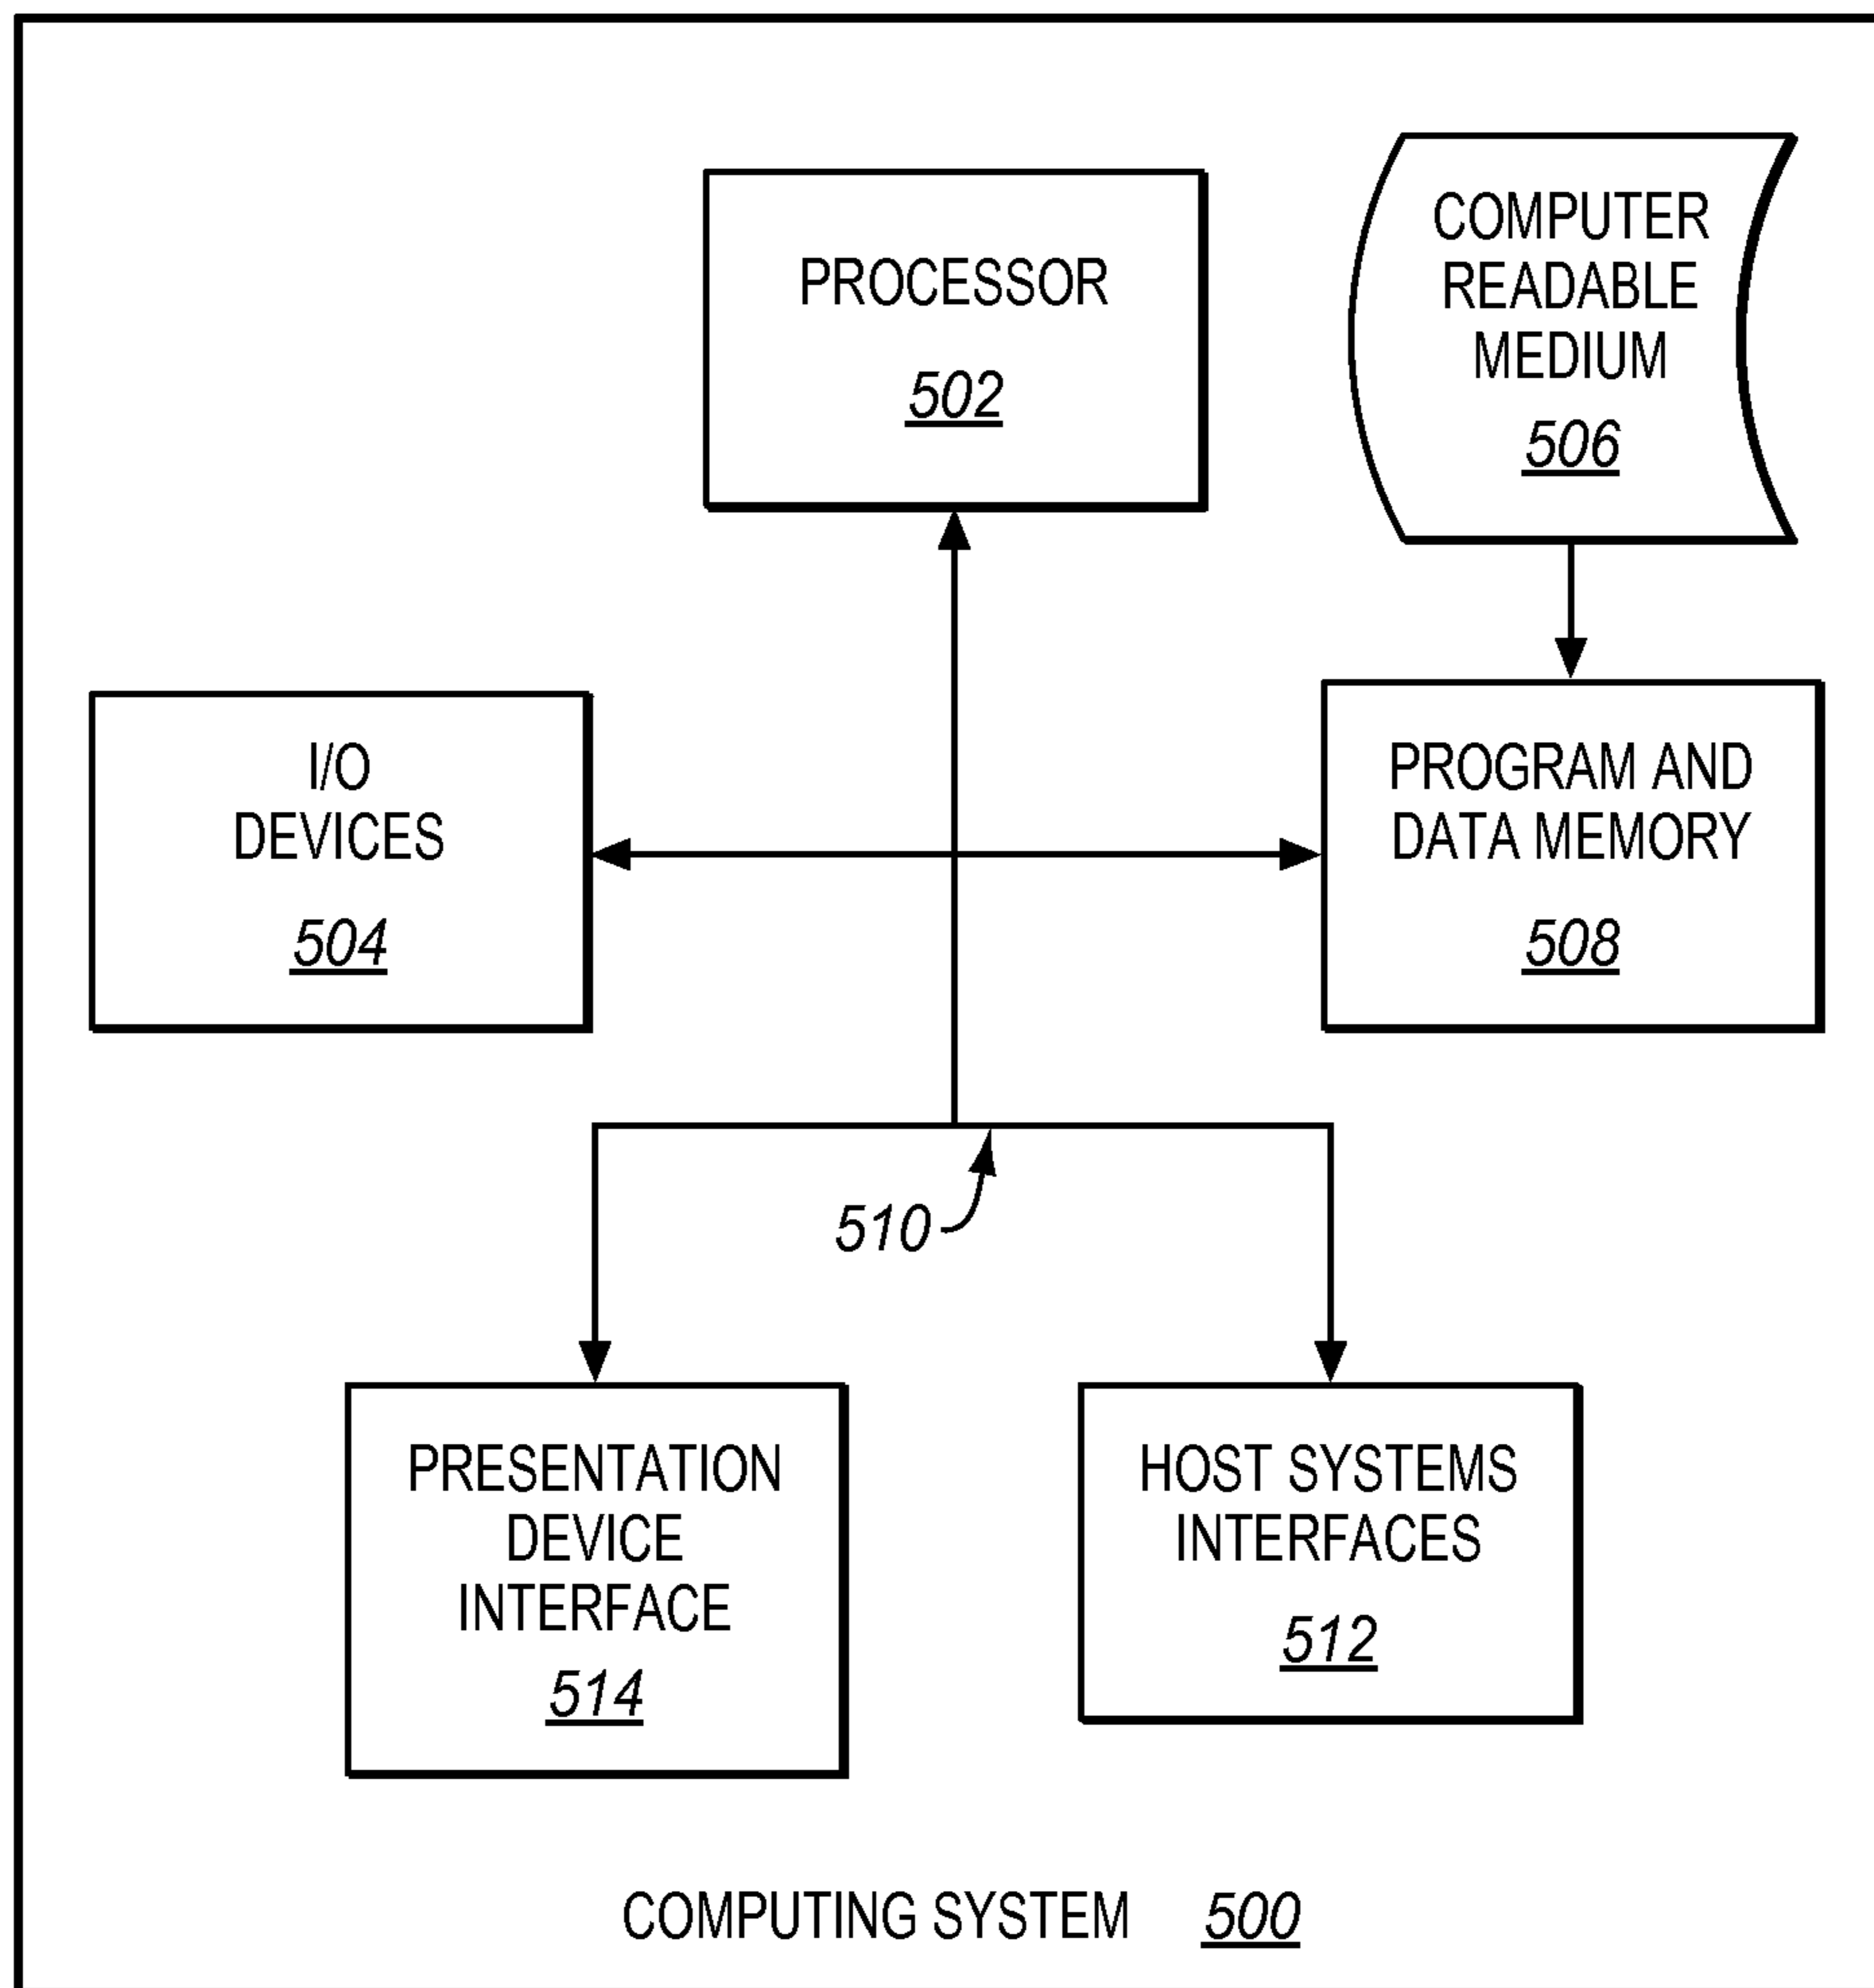 PROCESSOR
502
COMPUTER
READABLE
MEDIUM
506
I/O
DEVICES
504
PROGRAM AND
DATA MEMORY
508
510
PRESENTATION
DEVICE
INTERFACE
514
HOST SYSTEMS
INTERFACES
512
COMPUTING SYSTEM 500